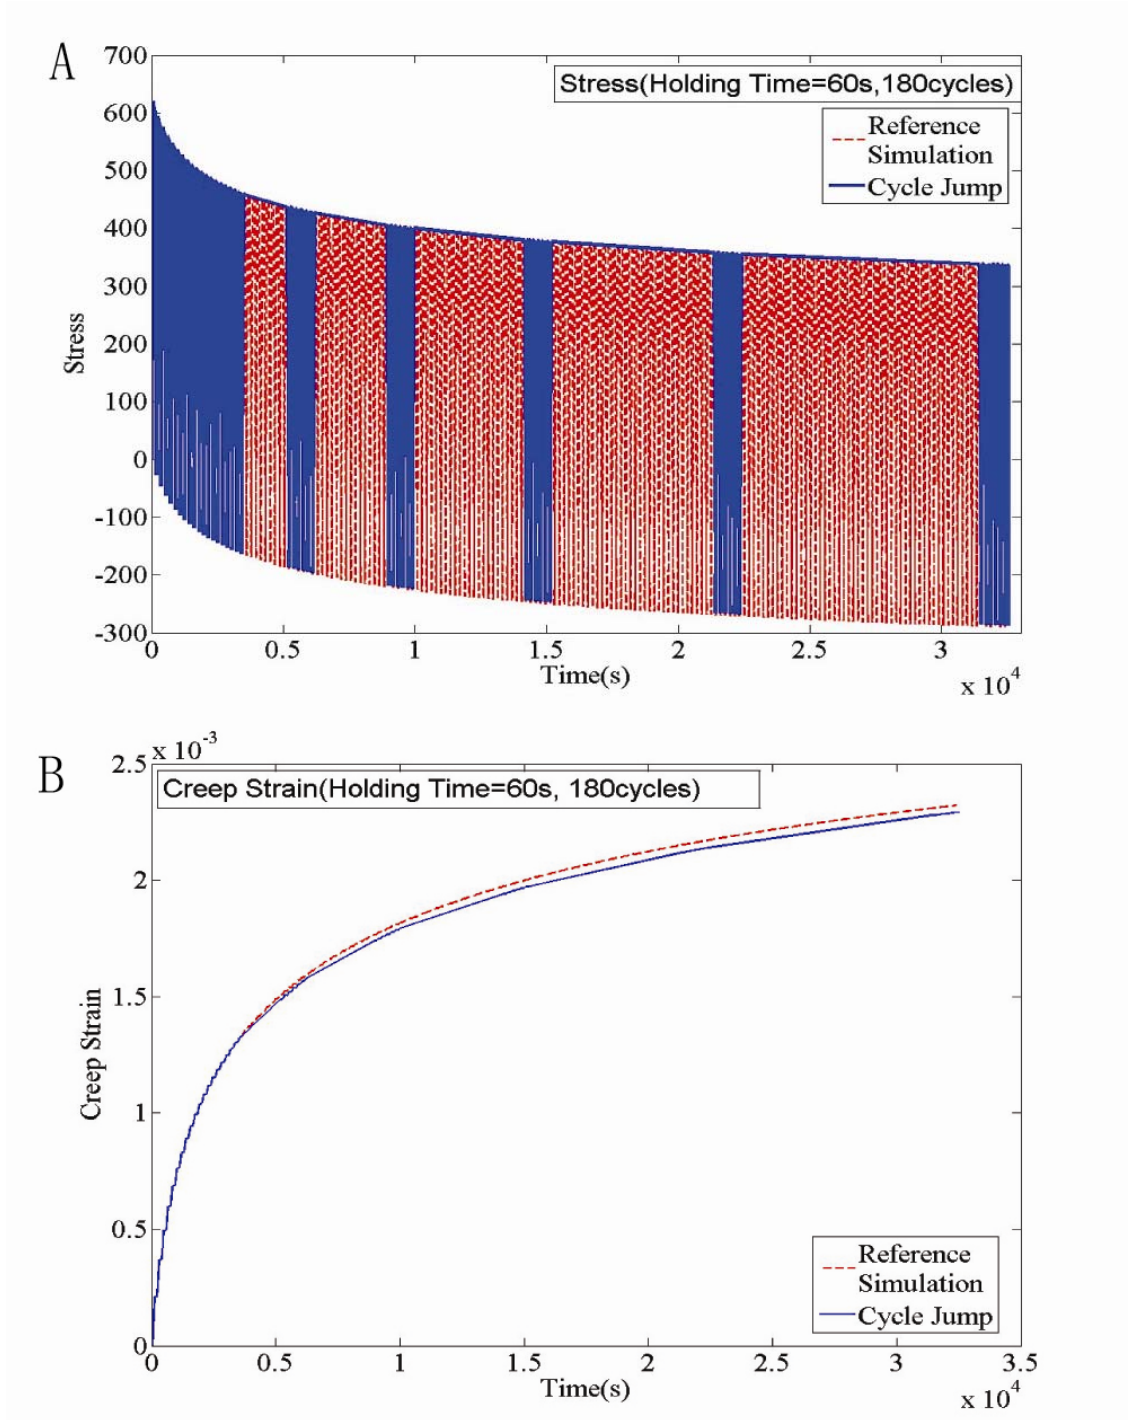 A
700
Stress(Holding Time=60s,180cycles)
Reference
Simulation
Cycle Jump
600
500
400
300
200
100
0
-100
-200
-300
Stress
0 0.5 1 1.5 2 2.5 3
Time(s)
x 10^4
B
x 10^-3
2.5
Creep Strain(Holding Time=60s, 180cycles)
2
1.5
1
0.5
0
Creep Strain
Reference
Simulation
Cycle Jump
0 0.5 1 1.5 2 2.5 3 3.5
Time(s)
x 10^4